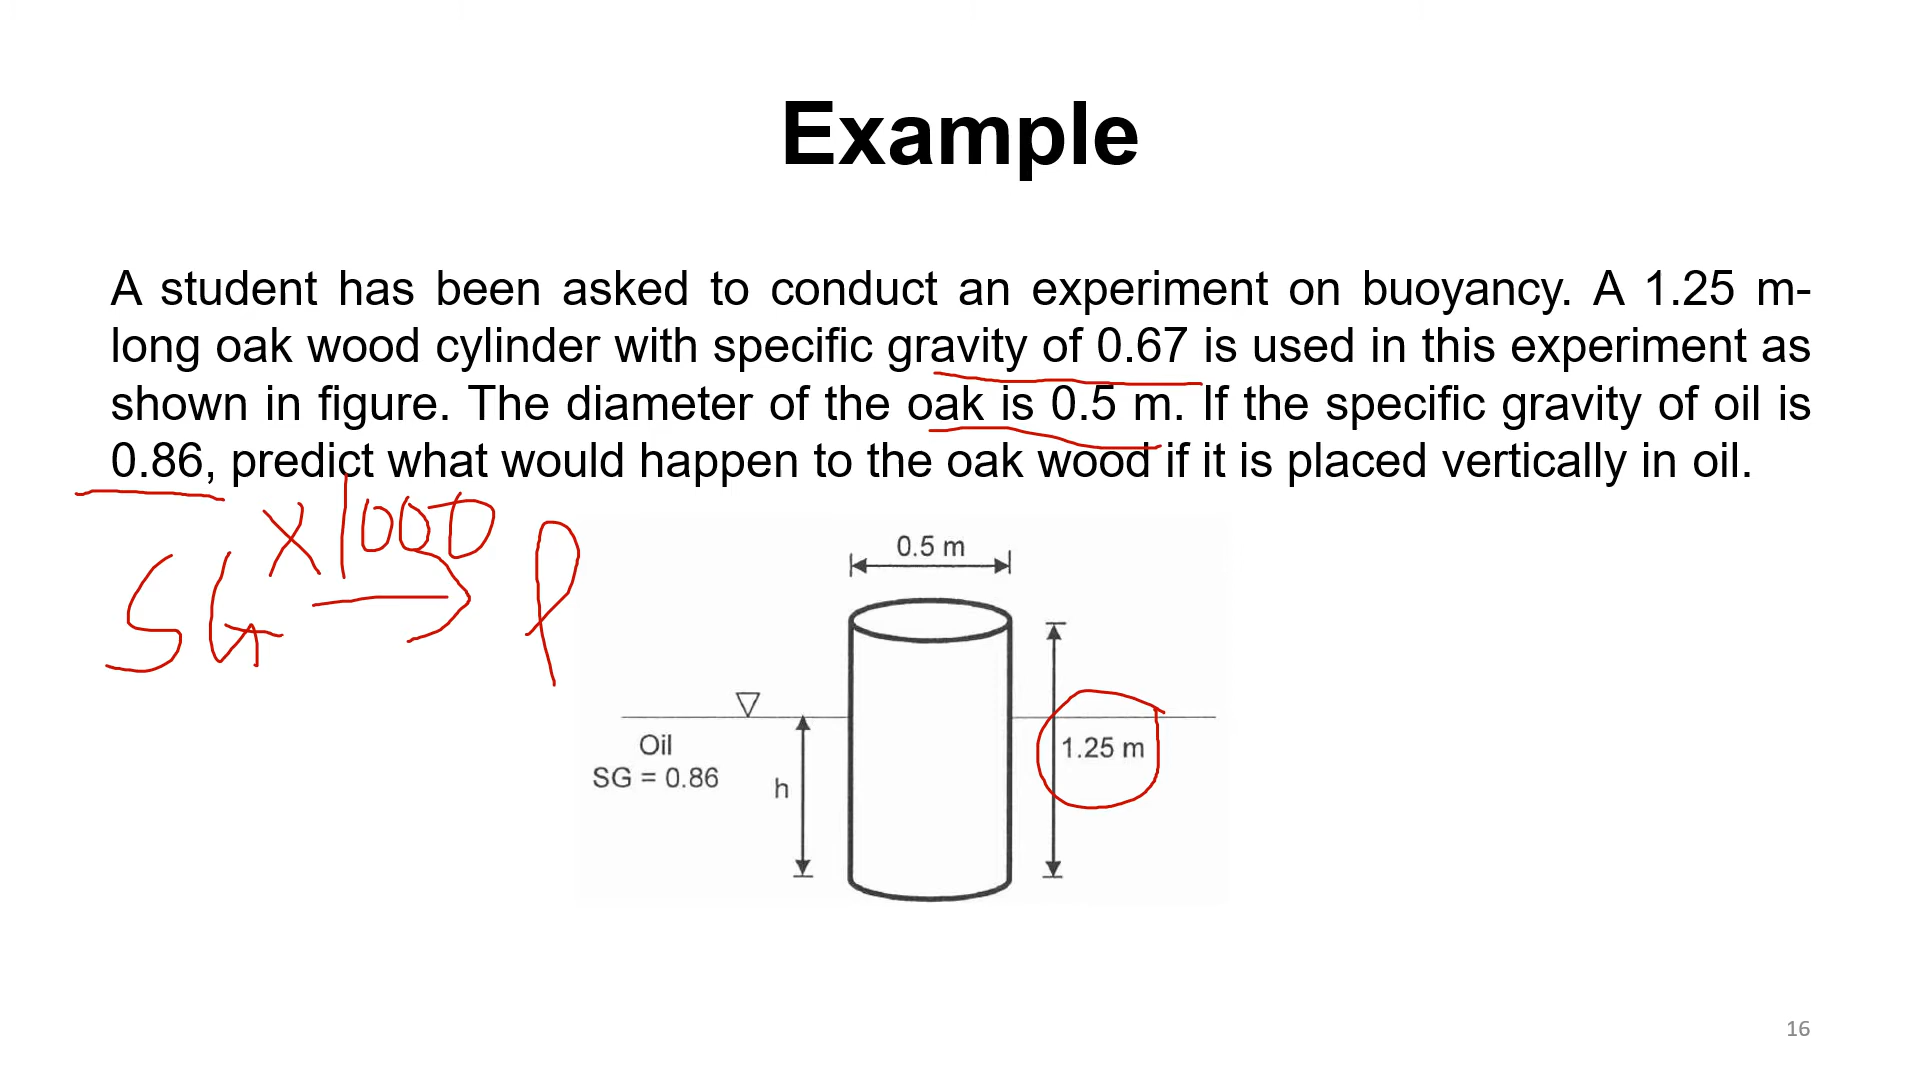 Example
A student has been asked to conduct an experiment on buoyancy. A 1.25 m-
long oak wood cylinder with specific gravity of 0.67 is used in this experiment as
shown in figure. The diameter of the oak is 0.5 m. If the specific gravity of oil is
0.86, predict what would happen to the oak wood if it is placed vertically in oil.
x1000
SG → ρ
0.5 m
Oil
SG = 0.86
h
1.25 m
16